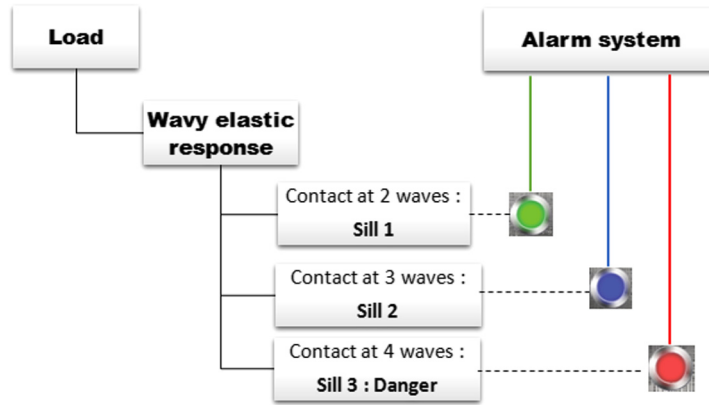 Load
Alarm system
Wavy elastic
response
Contact at 2 waves :
Sill 1
Contact at 3 waves :
Sill 2
Contact at 4 waves :
Sill 3 : Danger